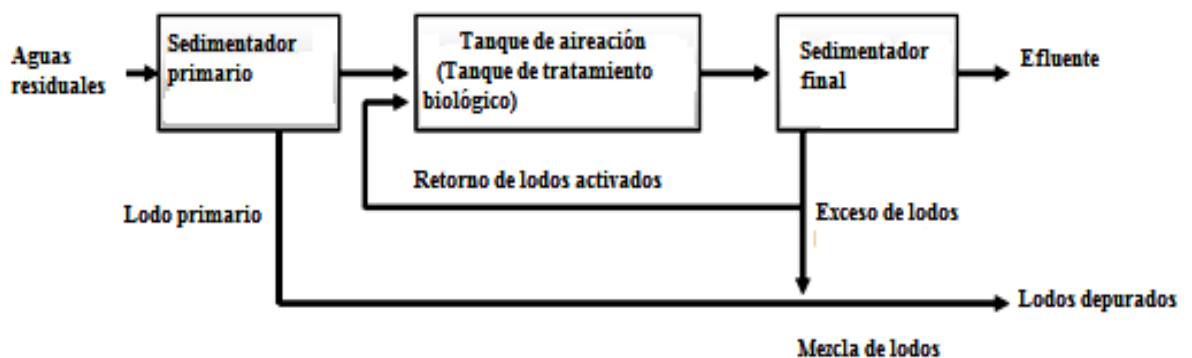 Aguas
residuales
Sedimentador
primario
Tanque de aireación
(Tanque de tratamiento
biológico)
Sedimentador
final
Efluente
Retorno de lodos activados
Lodo primario
Exceso de lodos
Lodos depurados
Mezcla de lodos